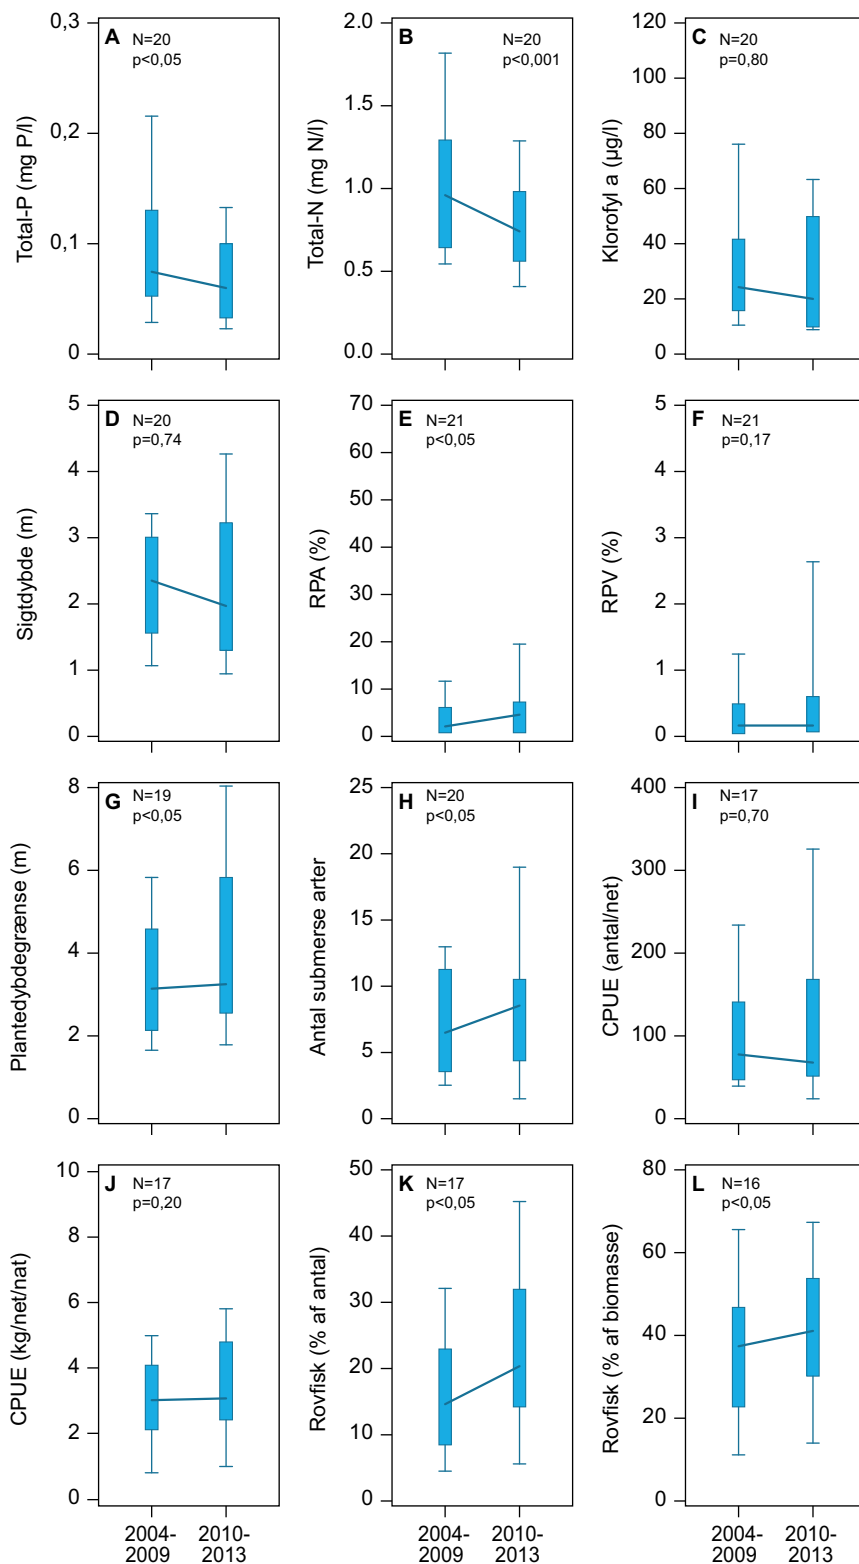 A
N=20
p<0,05
Total-P (mg P/l)
0,3
0,2
0,1
0
B
N=20
p<0,001
Total-N (mg N/l)
2.0
1.5
1.0
0.5
0.0
C
N=20
p=0,80
Klorofyl a (µg/l)
120
100
80
60
40
20
0
D
N=20
p=0,74
Sigtdybde (m)
5
4
3
2
1
0
E
N=21
p<0,05
RPA (%)
70
60
50
40
30
20
10
0
F
N=21
p=0,17
RPV (%)
5
4
3
2
1
0
G
N=19
p<0,05
Plantedybdegrænse (m)
8
6
4
2
0
H
N=20
p<0,05
Antal submerse arter
25
20
15
10
5
0
I
N=17
p=0,70
CPUE (antal/net)
400
300
200
100
0
J
N=17
p=0,20
CPUE (kg/net/nat)
10
8
6
4
2
0
K
N=17
p<0,05
Rovfisk (% af antal)
50
40
30
20
10
0
L
N=16
p<0,05
Rovfisk (% af biomasse)
80
60
40
20
0
2004-
2009
2010-
2013
2004-
2009
2010-
2013
2004-
2009
2010-
2013